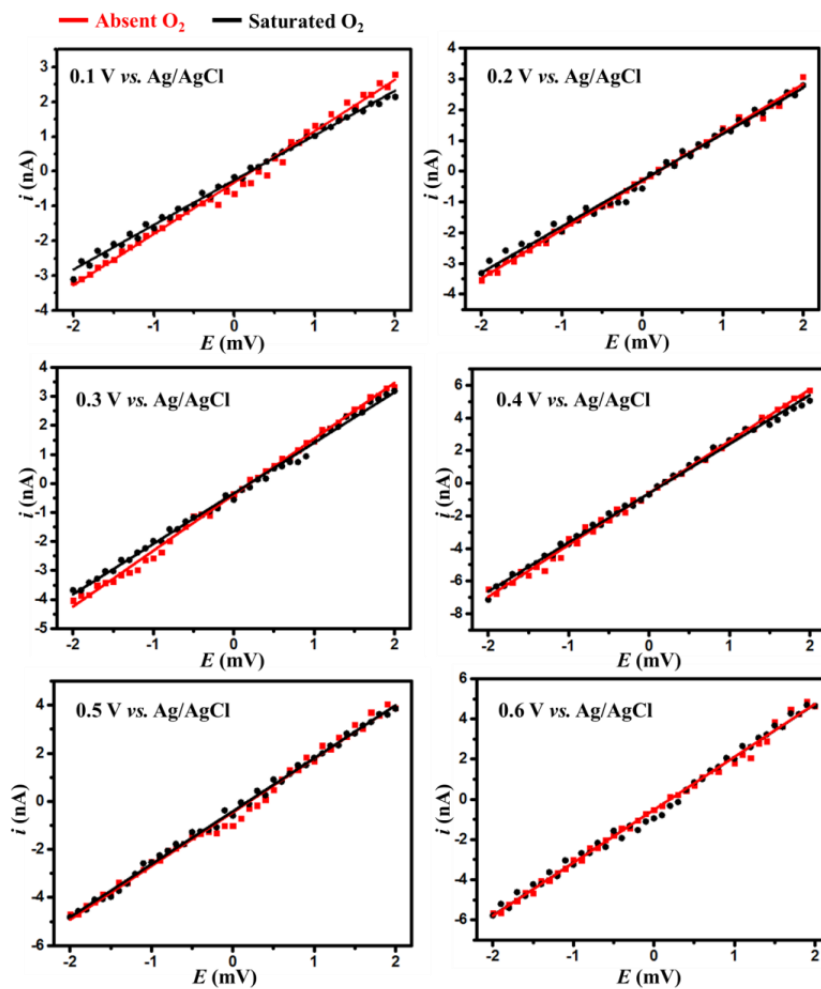 Absent O₂ Saturated O₂
0.1 V vs. Ag/AgCl
i (nA)
3
2
1
0
-1
-2
-3
-4
-2 -1 0 1 2
E (mV)
0.2 V vs. Ag/AgCl
i (nA)
4
3
2
1
0
-1
-2
-3
-4
-2 -1 0 1 2
E (mV)
0.3 V vs. Ag/AgCl
i (nA)
4
3
2
1
0
-1
-2
-3
-4
-5
-2 -1 0 1 2
E (mV)
0.4 V vs. Ag/AgCl
i (nA)
6
4
2
0
-2
-4
-6
-8
-2 -1 0 1 2
E (mV)
0.5 V vs. Ag/AgCl
i (nA)
4
2
0
-2
-4
-6
-2 -1 0 1 2
E (mV)
0.6 V vs. Ag/AgCl
i (nA)
6
4
2
0
-2
-4
-6
-2 -1 0 1 2
E (mV)